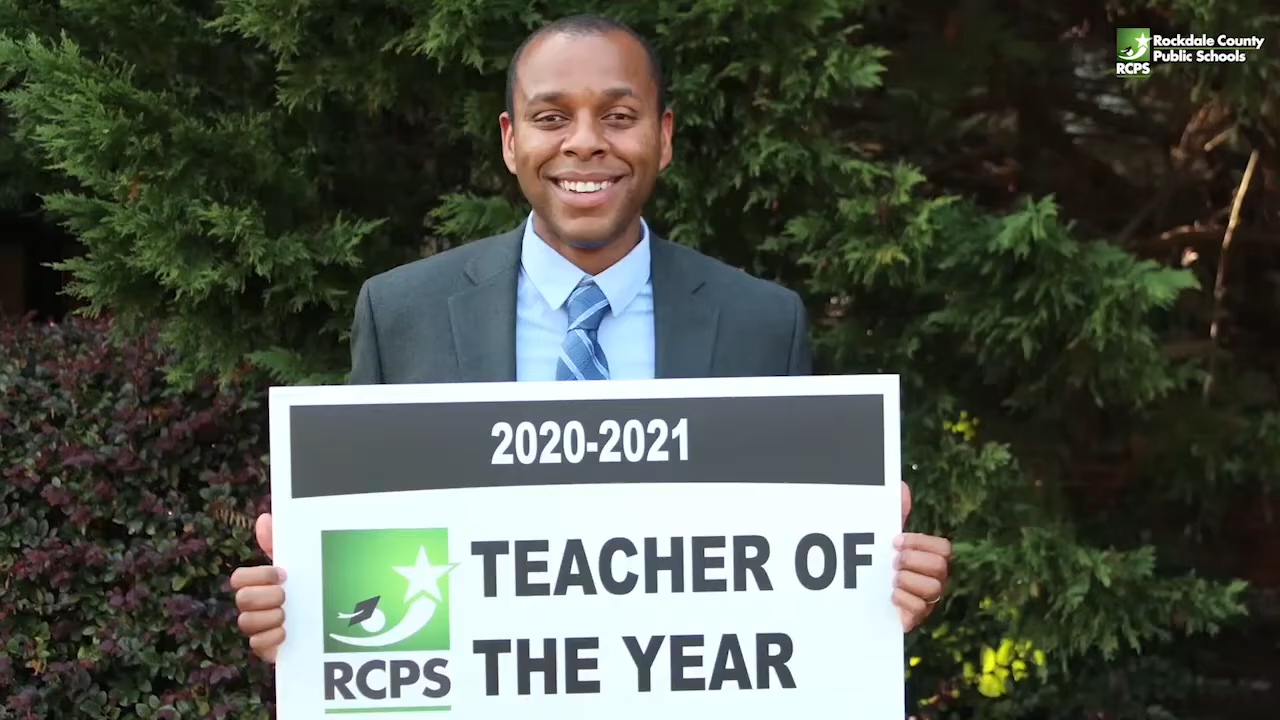 Rockdale County
Public Schools
RCPS
2020-2021
TEACHER OF
THE YEAR
RCPS